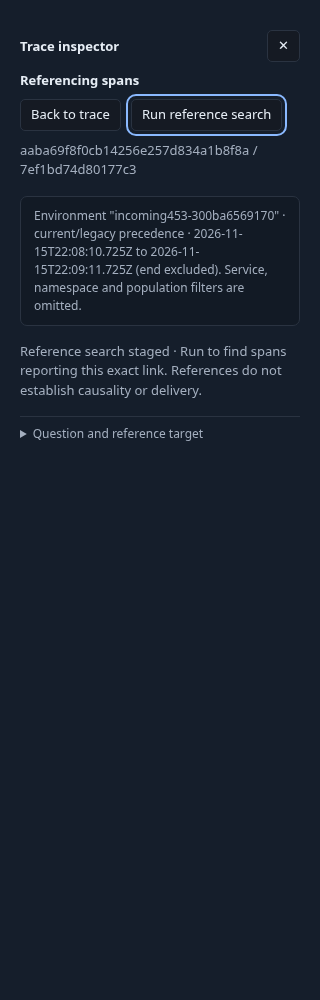 Trace inspector
✕
Referencing spans
Back to trace
Run reference search
aaba69f8f0cb14256e257d834a1b8f8a /
7ef1bd74d80177c3
Environment "incoming453-300ba6569170" ·
current/legacy precedence · 2026-11-
15T22:08:10.725Z to 2026-11-
15T22:09:11.725Z (end excluded). Service,
namespace and population filters are
omitted.
Reference search staged · Run to find spans
reporting this exact link. References do not
establish causality or delivery.
Question and reference target